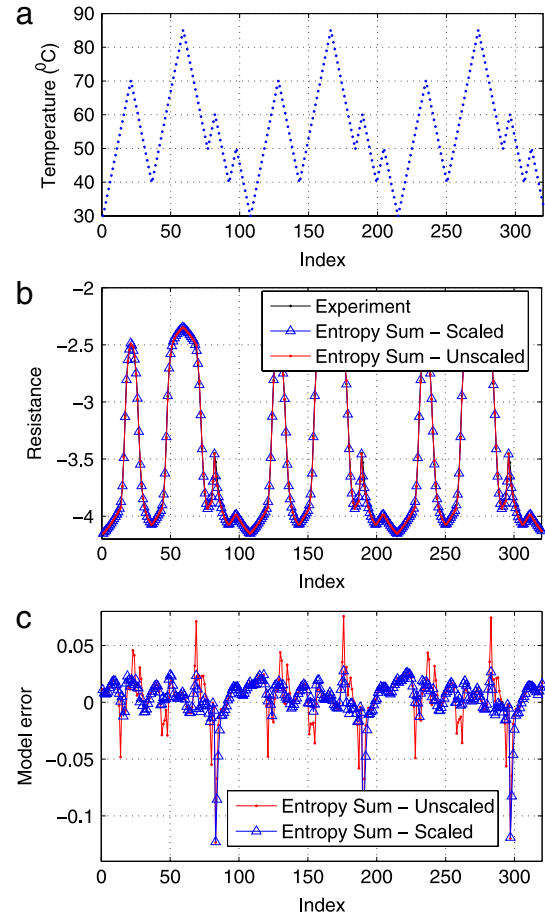 a
90
80
70
60
50
40
30
Temperature (⁰C)
0 50 100 150 200 250 300
Index
b
-2
-2.5
-3
-3.5
-4
Resistance
Experiment
Entropy Sum – Scaled
Entropy Sum – Unscaled
0 50 100 150 200 250 300
Index
c
0.05
0
-0.05
-0.1
Model error
0 50 100 150 200 250 300
Entropy Sum – Unscaled
Entropy Sum – Scaled
Index